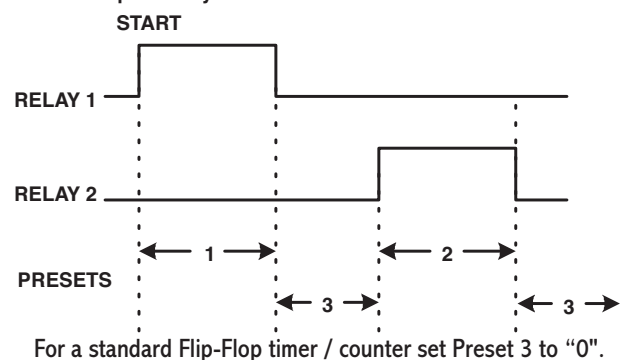 START
RELAY 1
RELAY 2
1
2
PRESETS
3
3
For a standard Flip-Flop timer / counter set Preset 3 to “0".